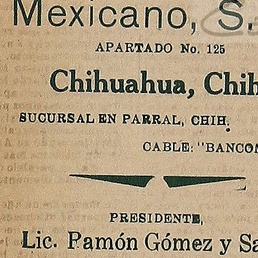 Mexicano, S.
APARTADO No. 125
Chihuahua, Chih
SUCURSAL EN PARRAL, CHIH.
CABLE: "BANCOM
PRESIDENTE,
Lic. Pamón Gómez y Sa